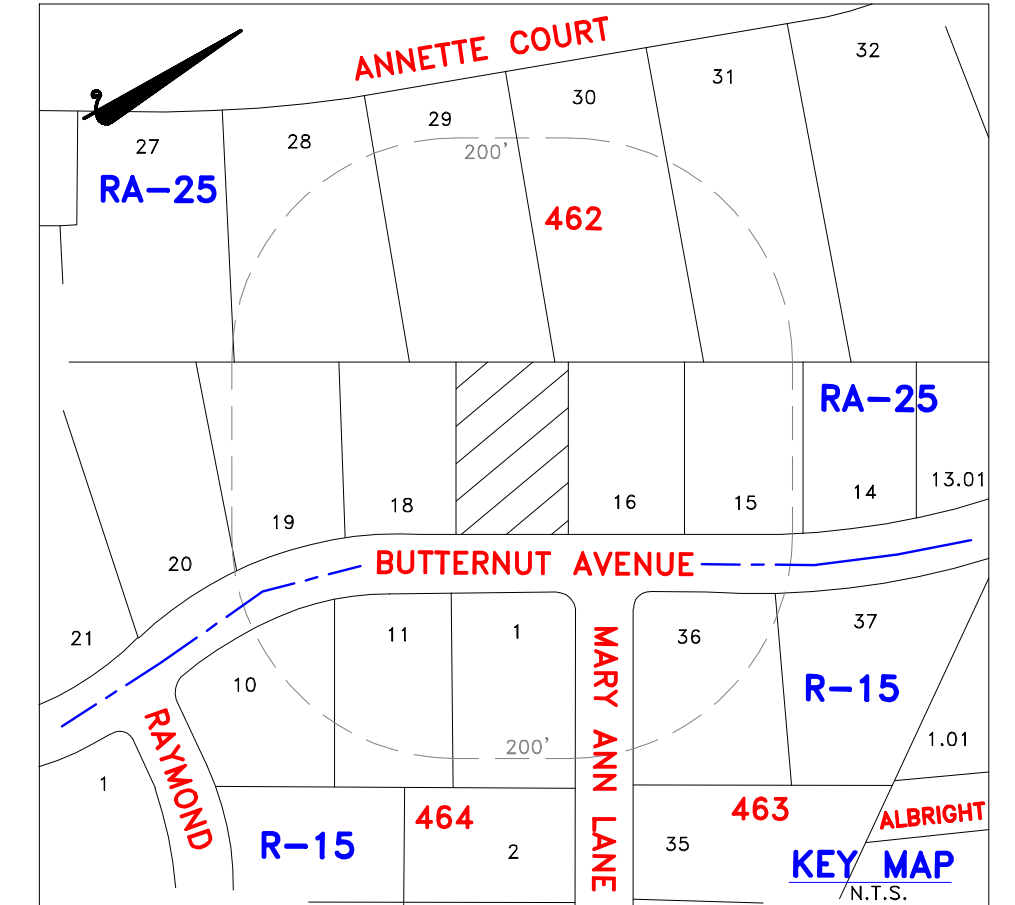 ANNETTE COURT
32
31
30
29
28
27
200'
RA-25
462
RA-25
13.01
14
15
16
18
19
20
21
BUTTERNUT AVENUE
37
36
1
11
10
R-15
MARY ANN LANE
RAYMOND
200'
1.01
1
463
464
ALBRIGHT
R-15
2
35
KEY MAP
N.T.S.